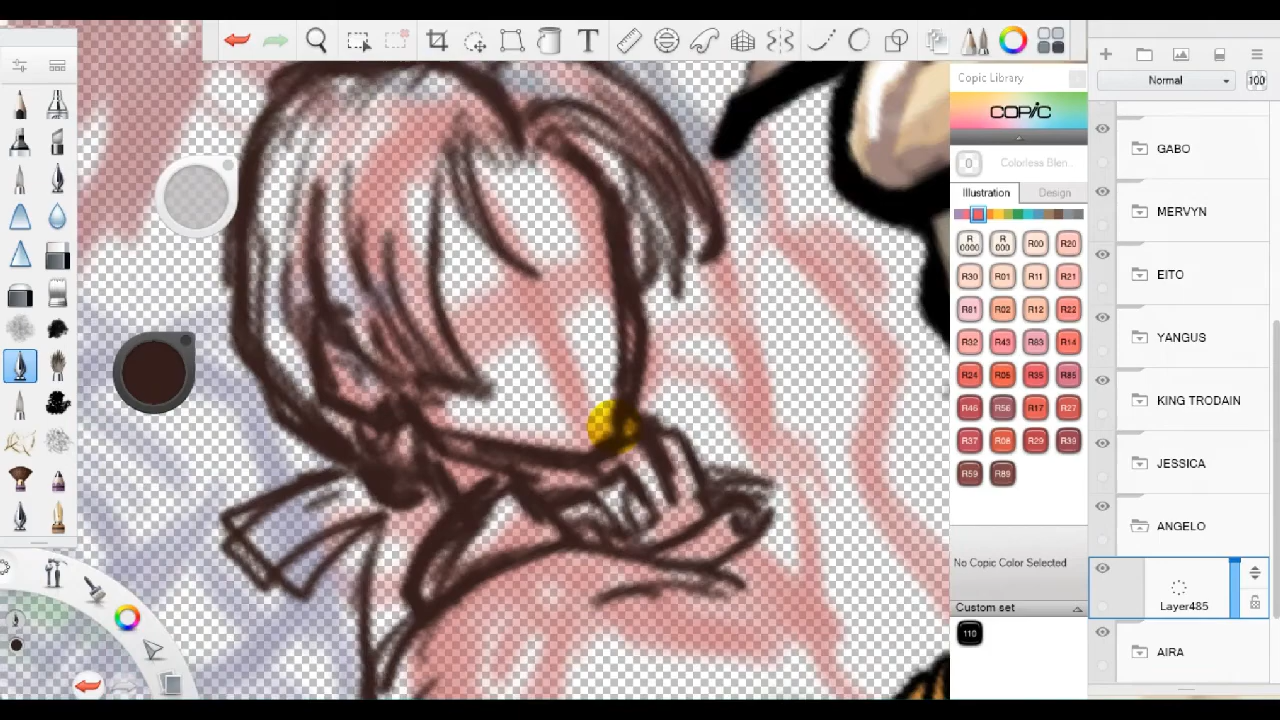 T
Copic Library
COPIC
0 Colorless Blen...
Illustration Design
R0000 R000 R00 R20
R30 R01 R11 R21
R81 R02 R12 R22
R32 R43 R83 R14
R24 R05 R35 R85
R46 R56 R17 R27
R37 R08 R29 R39
R59 R89
No Copic Color Selected
Custom set
110
Normal 100
GABO
MERVYN
EITO
YANGUS
KING TRODAIN
JESSICA
ANGELO
Layer485
AIRA